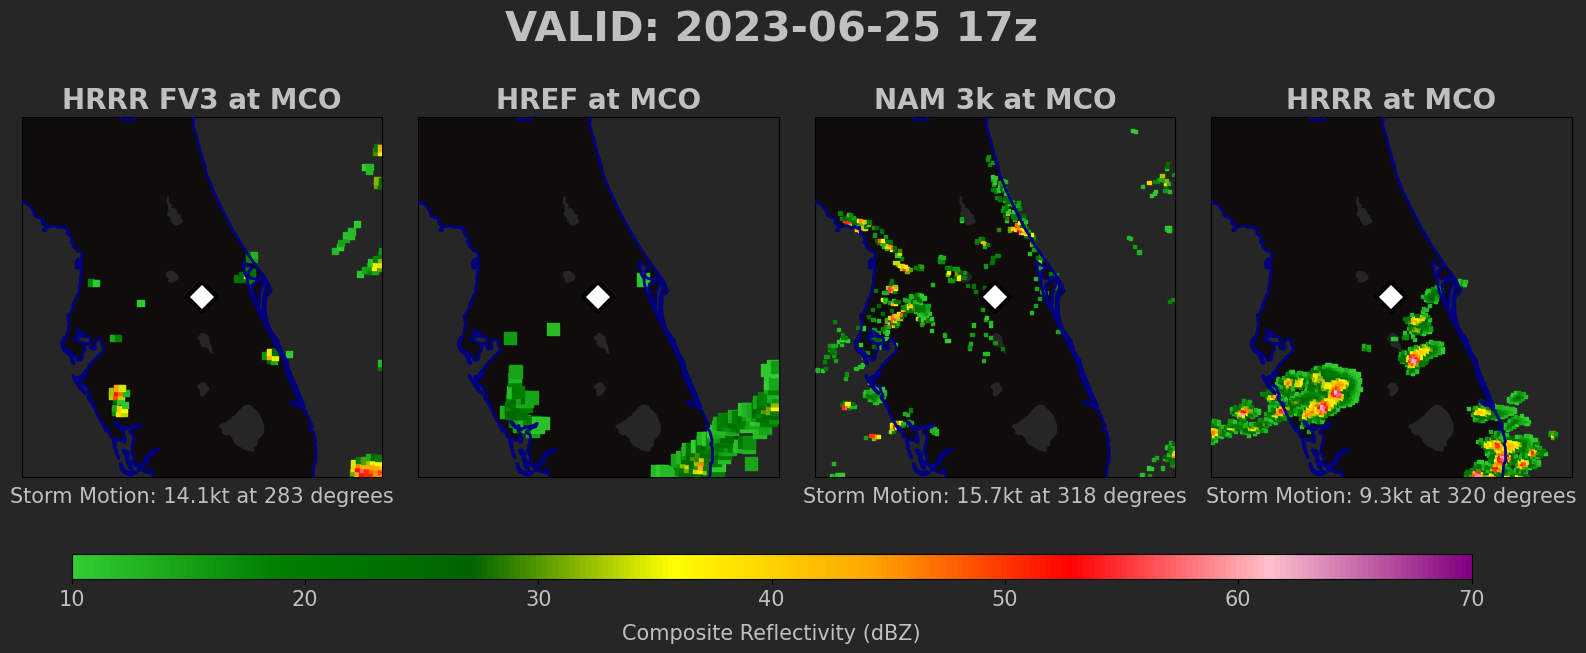 VALID: 2023-06-25 17z
HRRR FV3 at MCO
HREF at MCO
NAM 3k at MCO
HRRR at MCO
Storm Motion: 14.1kt at 283 degrees
Storm Motion: 15.7kt at 318 degrees
Storm Motion: 9.3kt at 320 degrees
10 20 30 40 50 60 70
Composite Reflectivity (dBZ)